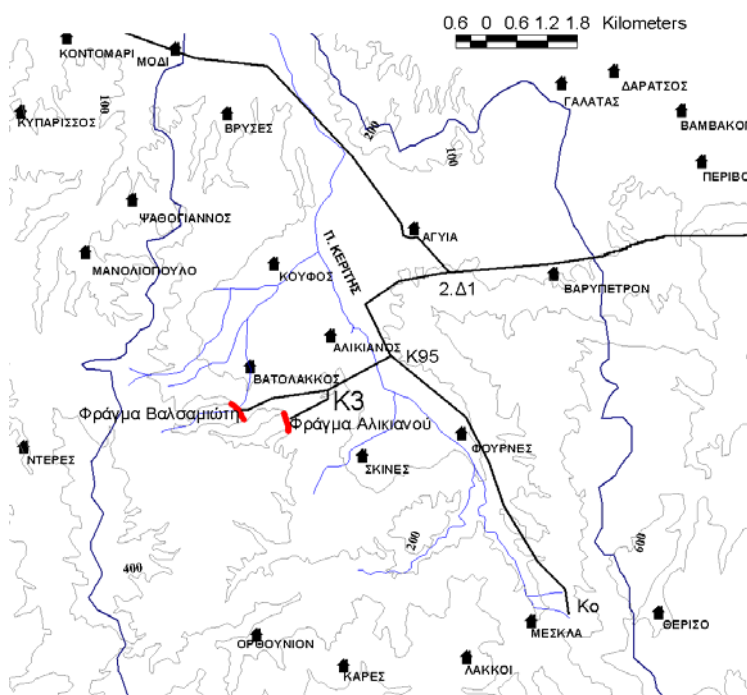 0.6 0 0.6 1.2 1.8 Kilometers
ΚΟΝΤΟΜΑΡΙ
ΜΟΔΙ
ΔΑΡΑΤΣΟΣ
ΓΑΛΑΤΑΣ
100
ΚΥΠΑΡΙΣΣΟΣ
ΒΡΥΣΕΣ
200
ΒΑΜΒΑΚΟΠ
100
ΠΕΡΙΒΟ
ΨΑΘΟΓΙΑΝΝΟΣ
ΑΓΥΙΑ
Π. ΚΕΡΙΤΗΣ
ΜΑΝΟΛΙΟΠΟΥΛΟ
ΚΟΥΦΟΣ
2.Δ1
ΒΑΡΥΠΕΤΡΟΝ
ΑΛΙΚΙΑΝΟΣ
Κ95
ΒΑΤΟΛΑΚΚΟΣ
Κ3
Φράγμα Βαλσαμιώτη
Φράγμα Αλικιανού
ΦΟΥΡΝΕΣ
ΝΤΕΡΕΣ
ΣΚΙΝΕΣ
200
600
400
Κο
ΜΕΣΚΛΑ
ΘΕΡΙΣΟ
ΟΡΘΟΥΝΙΟΝ
ΚΑΡΕΣ
ΛΑΚΚΟΙ